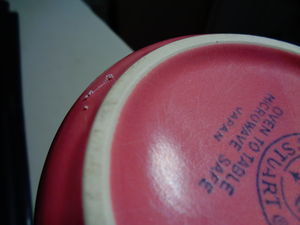 OVEN TO TABLE
MICROWAVE SAFE
JAPAN
STUART